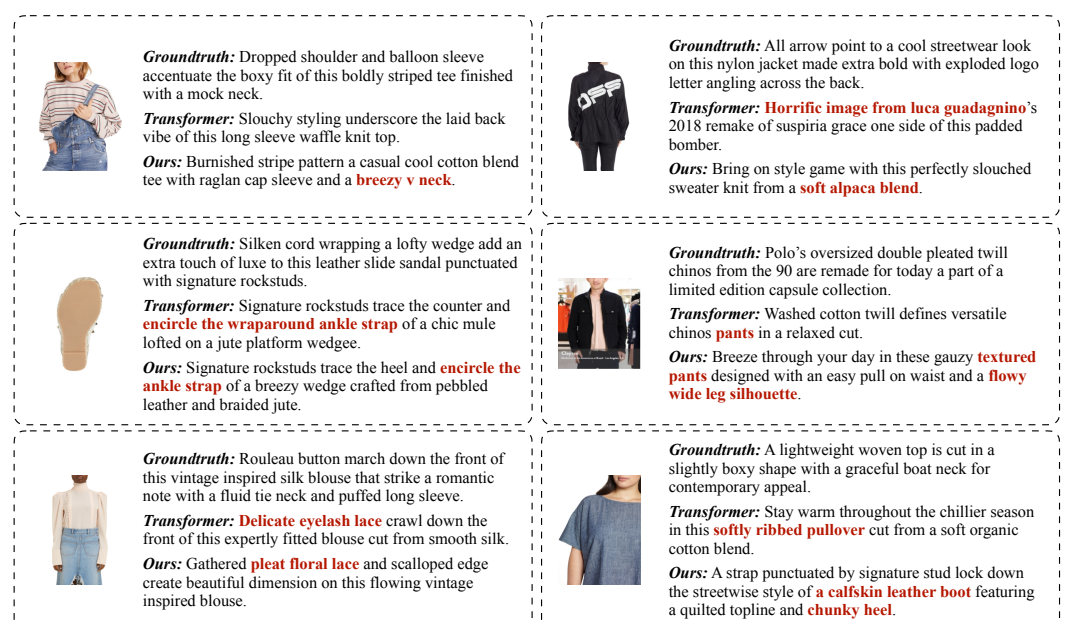 Groundtruth: Dropped shoulder and balloon sleeve
accentuate the boxy fit of this boldly striped tee finished
with a mock neck.
Transformer: Slouchy styling underscore the laid back
vibe of this long sleeve waffle knit top.
Ours: Burnished stripe pattern a casual cool cotton blend
tee with raglan cap sleeve and a breezy v neck.
OFF
Groundtruth: All arrow point to a cool streetwear look
on this nylon jacket made extra bold with exploded logo
letter angling across the back.
Transformer: Horrific image from luca guadagnino's
2018 remake of suspiria grace one side of this padded
bomber.
Ours: Bring on style game with this perfectly slouched
sweater knit from a soft alpaca blend.
Groundtruth: Silken cord wrapping a lofty wedge add an
extra touch of luxe to this leather slide sandal punctuated
with signature rockstuds.
Transformer: Signature rockstuds trace the counter and
encircle the wraparound ankle strap of a chic mule
lofted on a jute platform wedgee.
Ours: Signature rockstuds trace the heel and encircle the
ankle strap of a breezy wedge crafted from pebbled
leather and braided jute.
Groundtruth: Polo's oversized double pleated twill
chinos from the 90 are remade for today a part of a
limited edition capsule collection.
Transformer: Washed cotton twill defines versatile
chinos pants in a relaxed cut.
Ours: Breeze through your day in these gauzy textured
pants designed with an easy pull on waist and a flowy
wide leg silhouette.
Groundtruth: Rouleau button march down the front of
this vintage inspired silk blouse that strike a romantic
note with a fluid tie neck and puffed long sleeve.
Transformer: Delicate eyelash lace crawl down the
front of this expertly fitted blouse cut from smooth silk.
Ours: Gathered pleat floral lace and scalloped edge
create beautiful dimension on this flowing vintage
inspired blouse.
Groundtruth: A lightweight woven top is cut in a
slightly boxy shape with a graceful boat neck for
contemporary appeal.
Transformer: Stay warm throughout the chillier season
in this softly ribbed pullover cut from a soft organic
cotton blend.
Ours: A strap punctuated by signature stud lock down
the streetwise style of a calfskin leather boot featuring
a quilted topline and chunky heel.